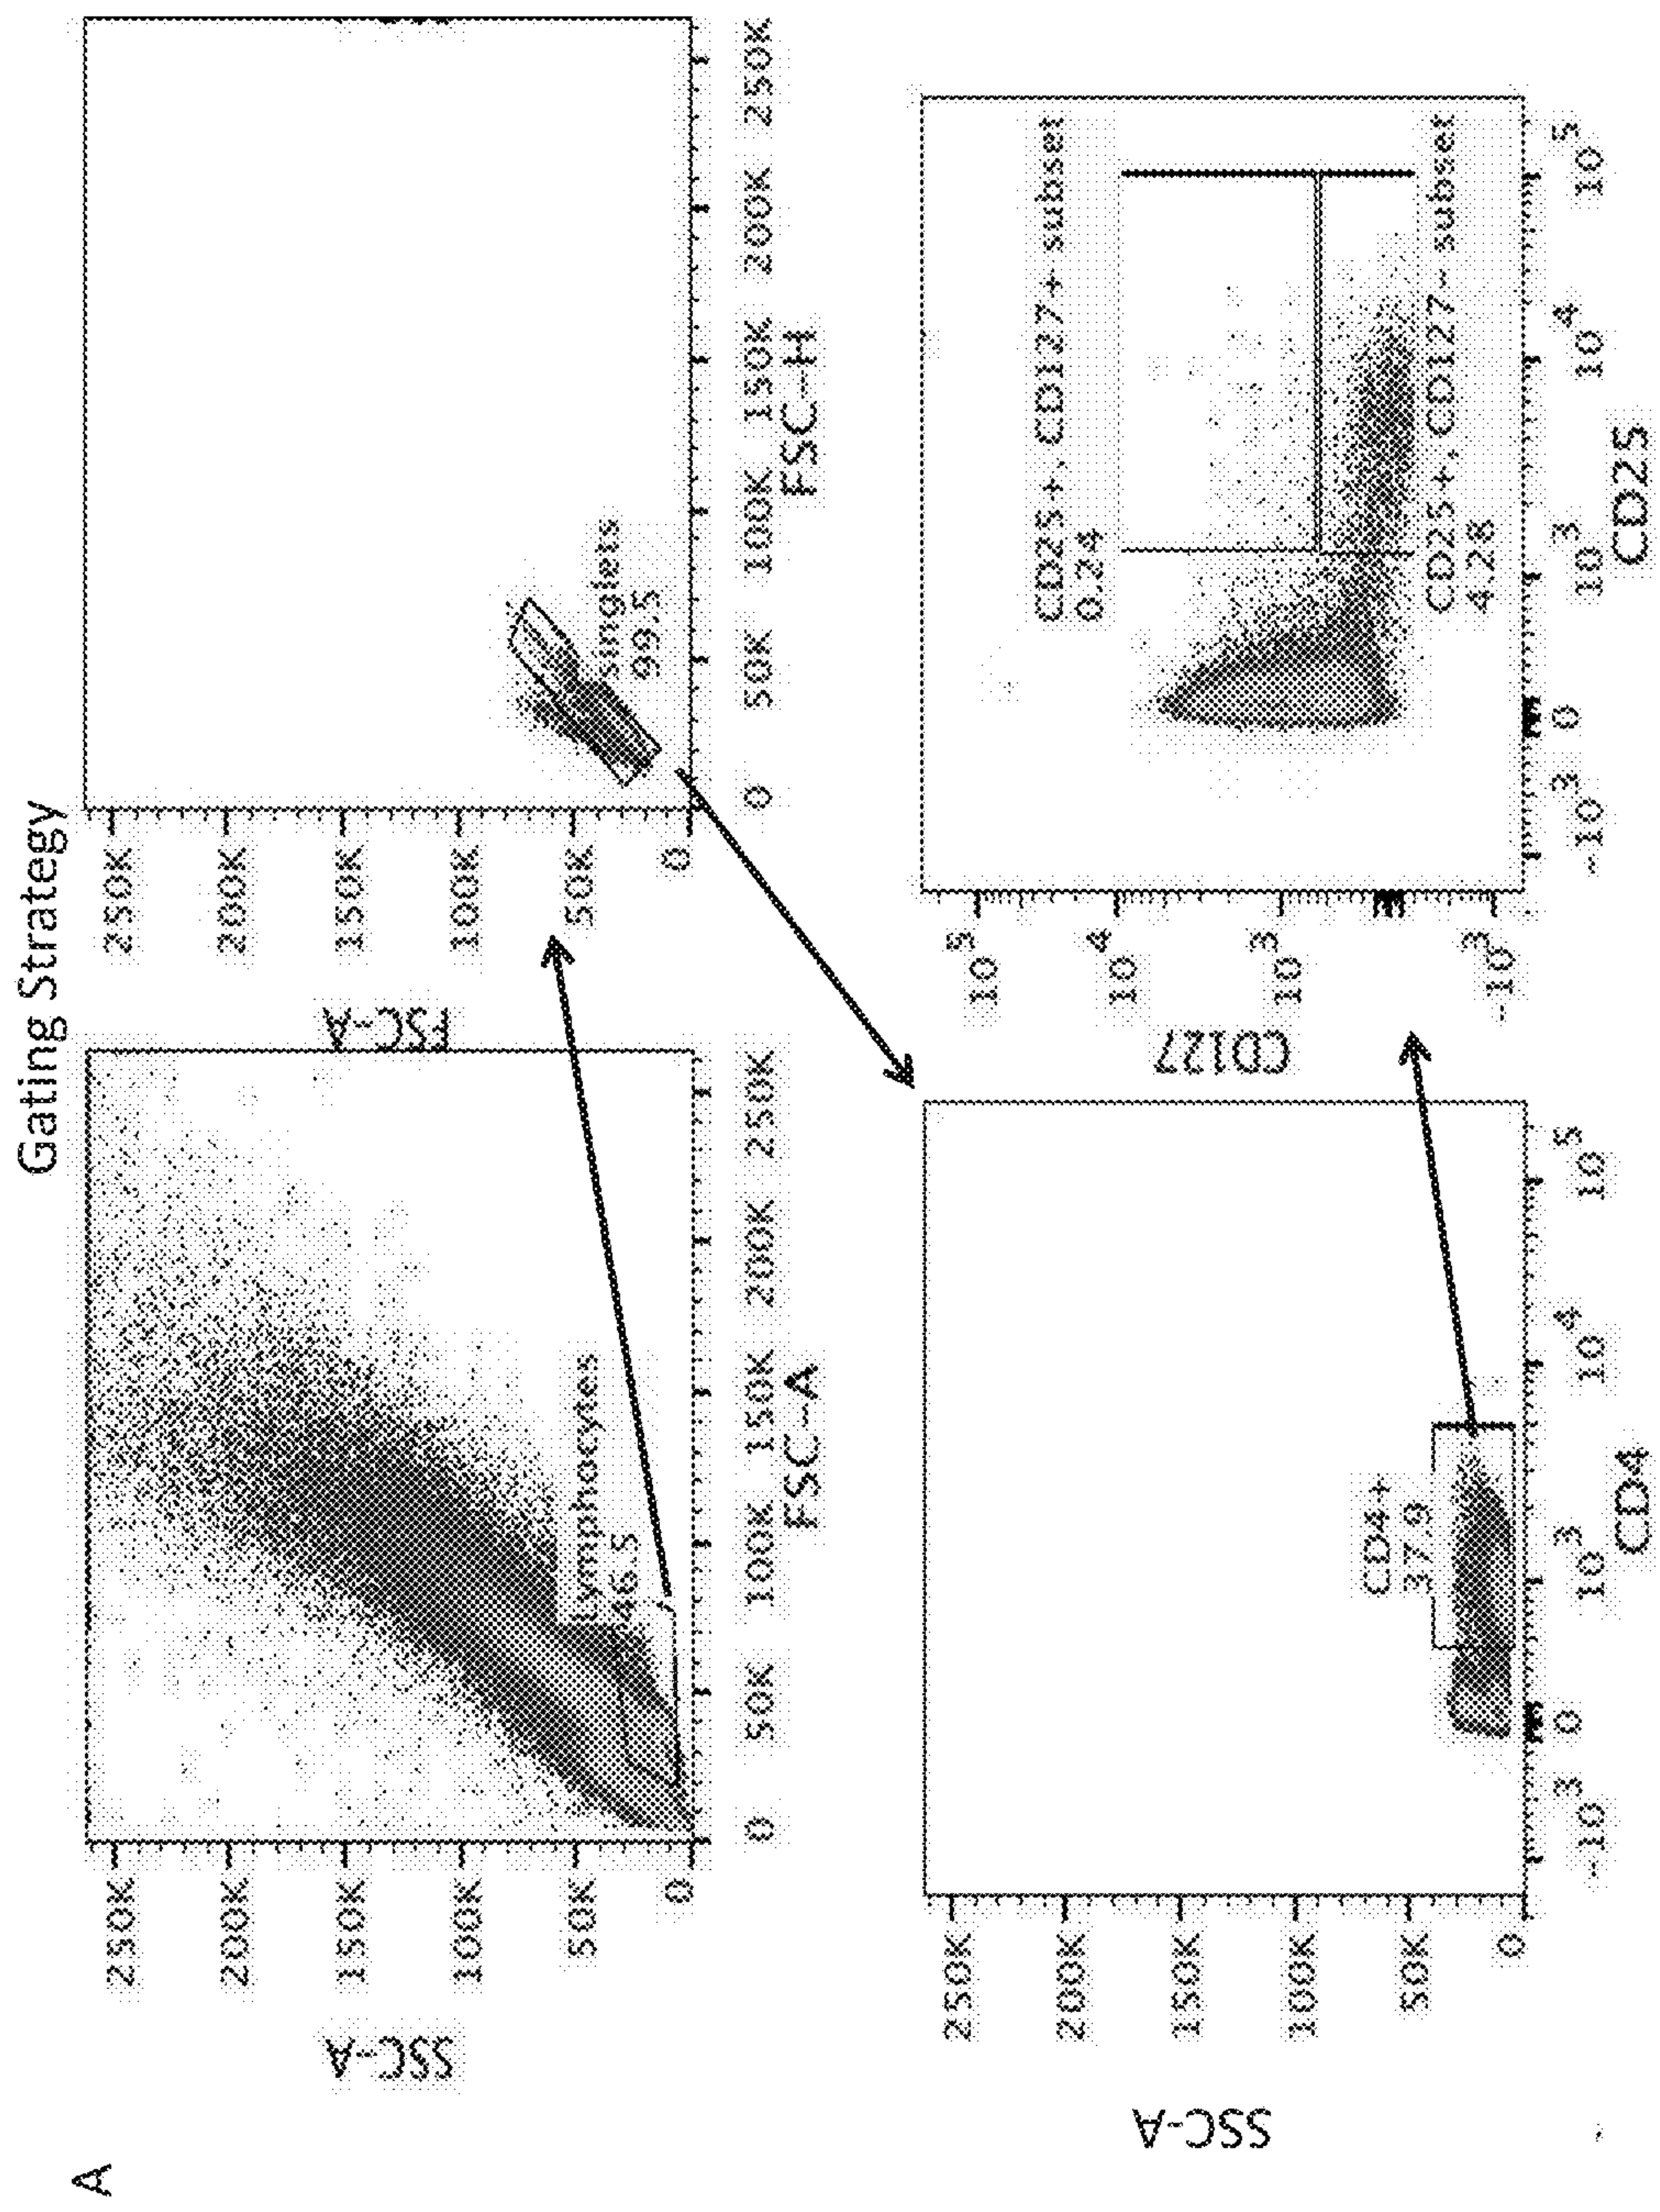 A
Gating Strategy
SSC-A
250K
200K
150K
100K
50K
0
Lymphocytes
46.5
0 50K 100K 150K 200K 250K
FSC-A
FSC-A
250K
200K
150K
100K
50K
0
singlets
99.5
0 50K 100K 150K 200K 250K
FSC-H
SSC-A
250K
200K
150K
100K
50K
0
CD4+
37.9
-10 3 0 10 3 10 4 10 5
CD4
CD127
10 5
10 4
10 3
-10 3
CD25+, CD127+ subset
0.24
CD25+, CD127- subset
4.28
-10 3 0 10 3 10 4 10 5
CD25